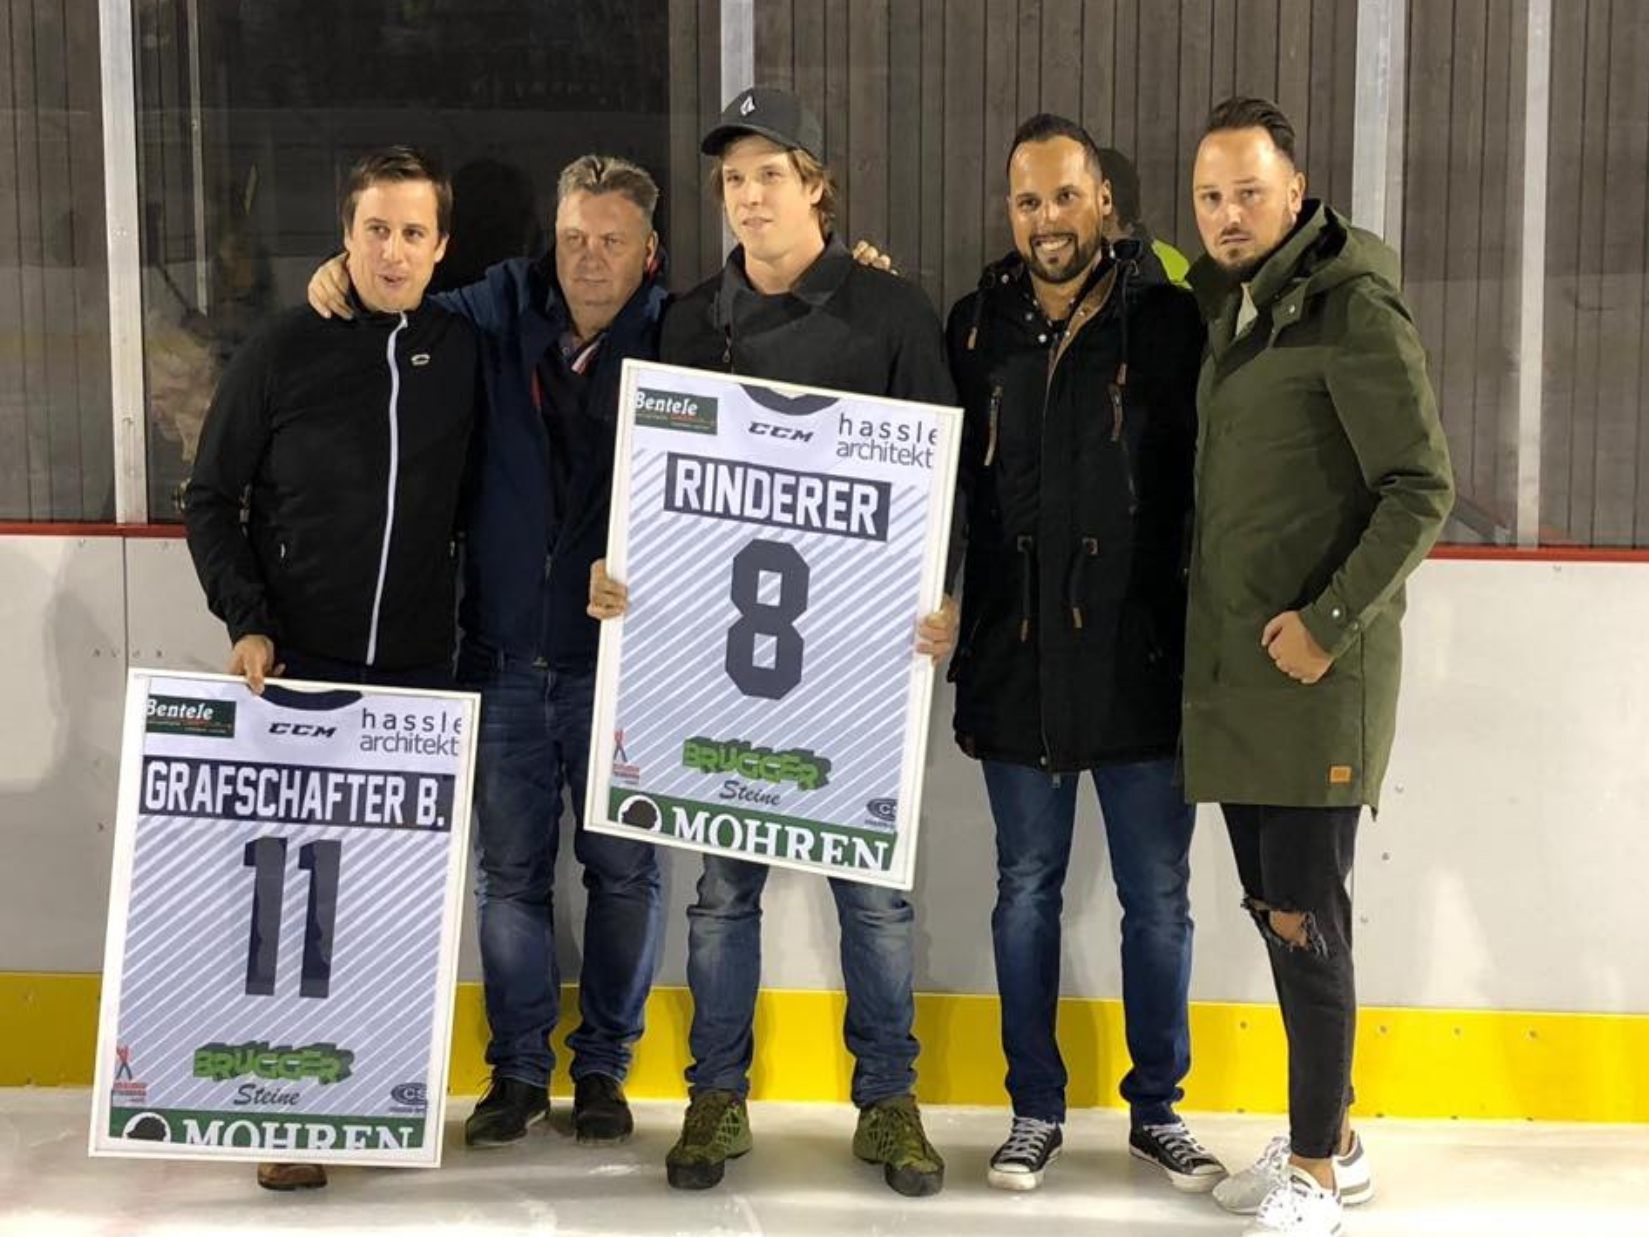 Bentele
CCM
hassle
architekt
RINDERER
8
BRUGGER
Steine
MOHREN
Bentele
CCM
hassle
architekt
GRAFSCHAFTER B.
11
BRUGGER
Steine
MOHREN